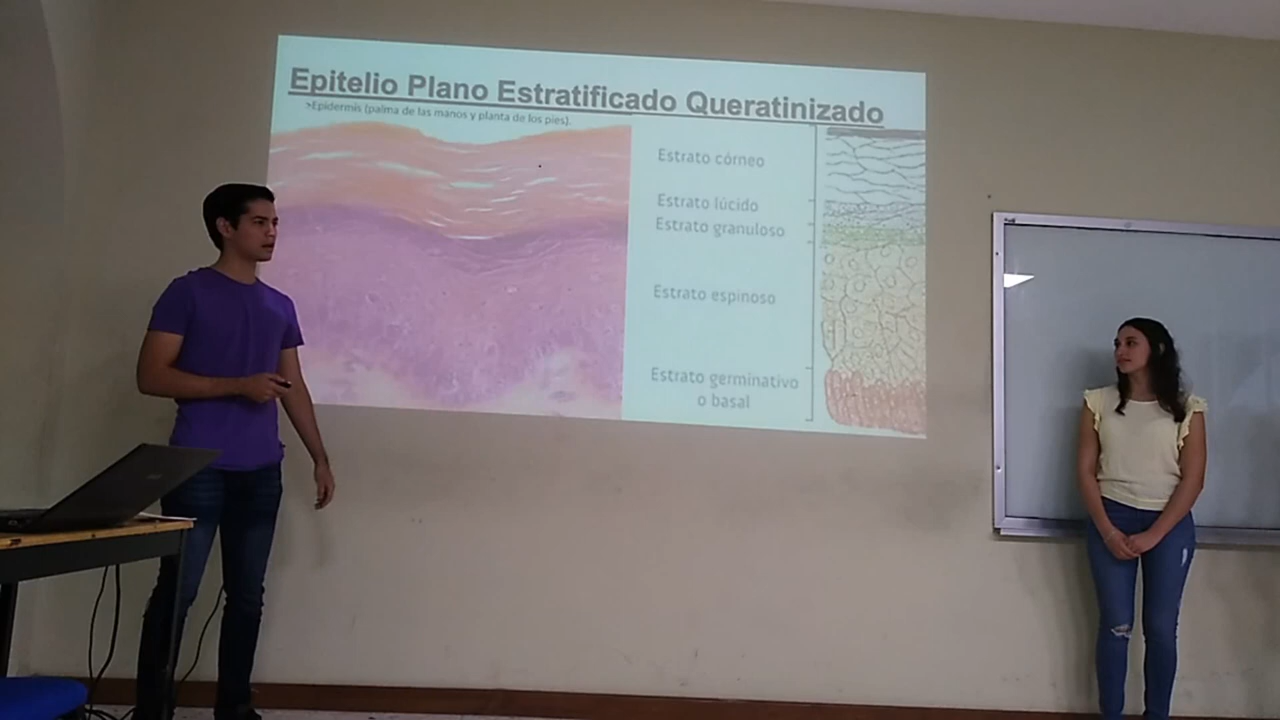 Epitelio Plano Estratificado Queratinizado
>Epidermis (palma de las manos y planta de los pies).
Estrato córneo
Estrato lúcido
Estrato granuloso
Estrato espinoso
Estrato germinativo
o basal